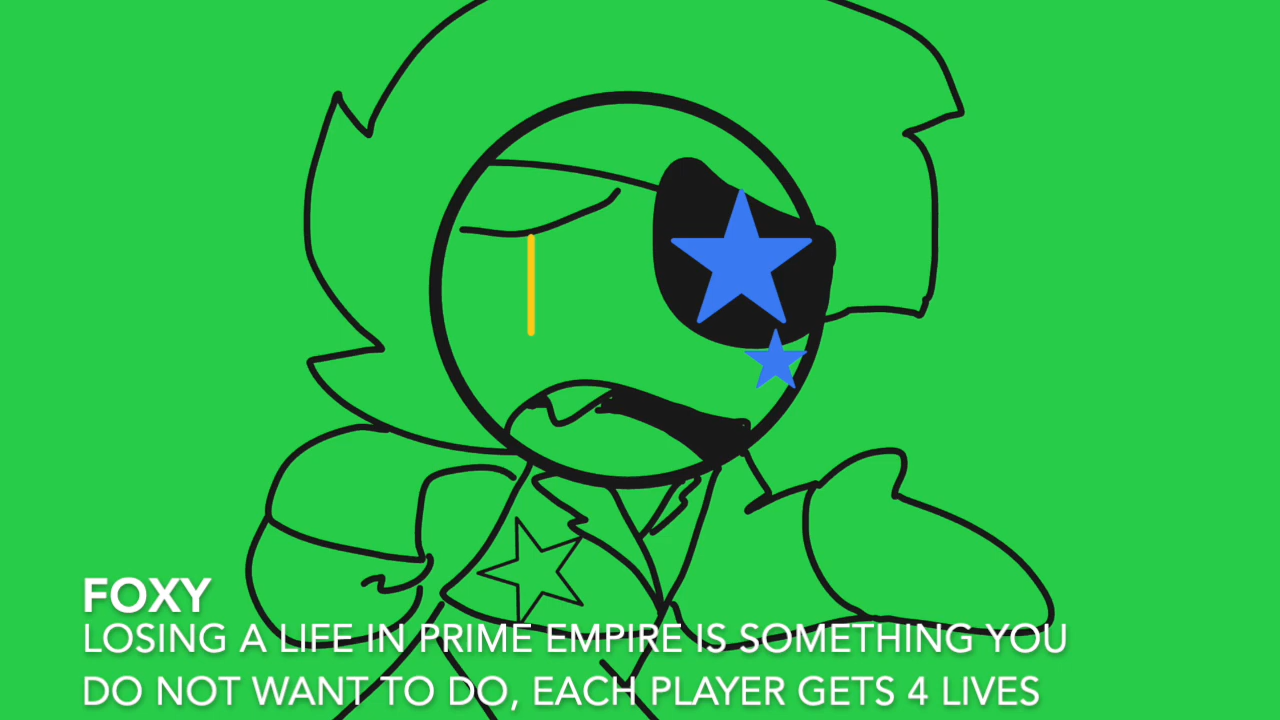 FOXY
LOSING A LIFE IN PRIME EMPIRE IS SOMETHING YOU
DO NOT WANT TO DO, EACH PLAYER GETS 4 LIVES